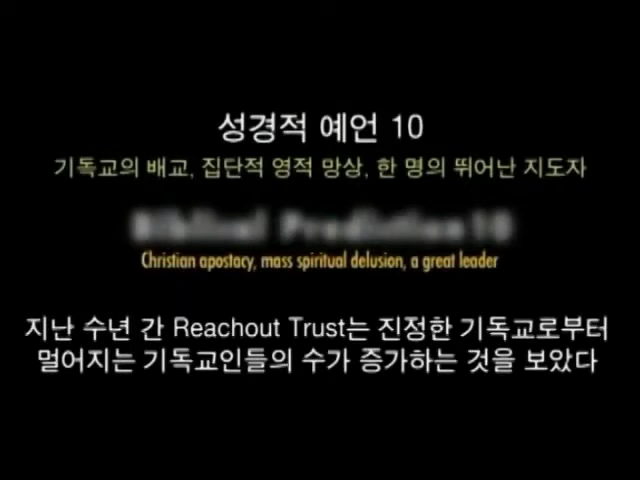 성경적 예언 10
기독교의 배교, 집단적 영적 망상, 한 명의 뛰어난 지도자
Biblical Prediction 10
Christian apostacy, mass spiritual delusion, a great leader
지난 수년 간 Reachout Trust는 진정한 기독교로부터
멀어지는 기독교인들의 수가 증가하는 것을 보았다